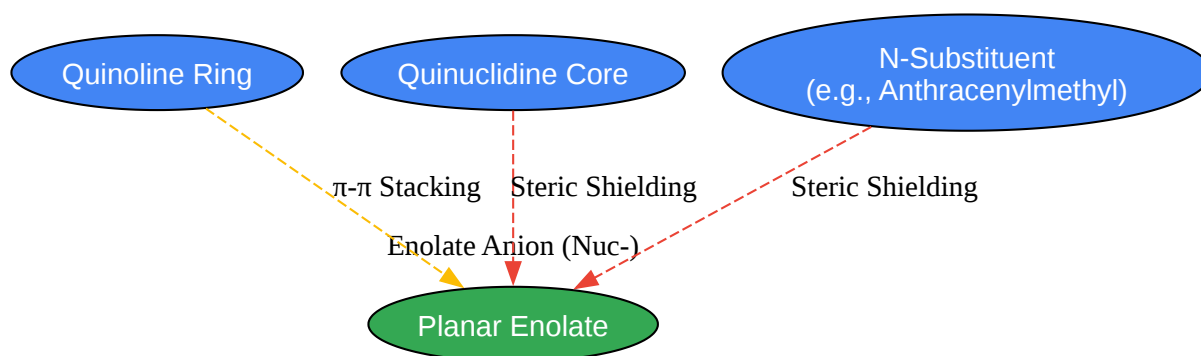 Quinoline Ring
Quinuclidine Core
N-Substituent
(e.g., Anthracenylmethyl)
π-π Stacking
Steric Shielding
Steric Shielding
Enolate Anion (Nuc-)
Planar Enolate